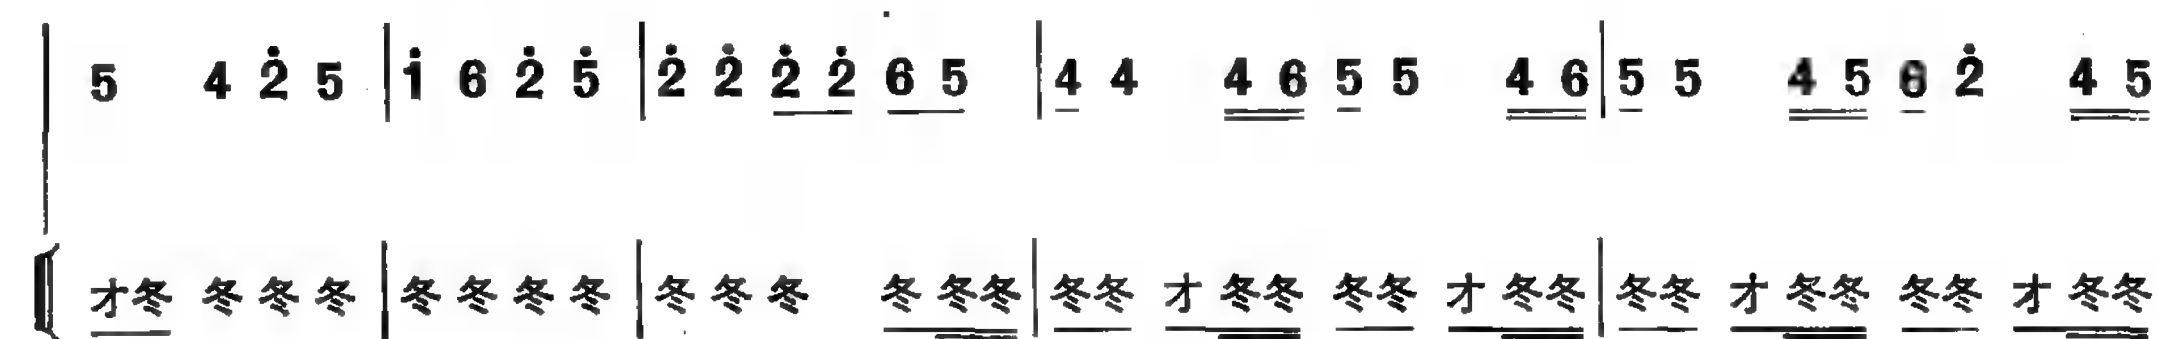 5 4 2̇ 5 | 1̇ 6 2̇ 5̇ | 2̇ 2̇ 2̇ 2̇ 6 5 | 4 4 4 6 5 5 4 6 | 5 5 4 5 6 2̇ 4 5
才冬 冬 冬 冬 | 冬 冬 冬 冬 | 冬 冬 冬 冬 冬冬 | 冬冬 才 冬冬 冬冬 才 冬冬 | 冬冬 才 冬冬 冬冬 才 冬冬